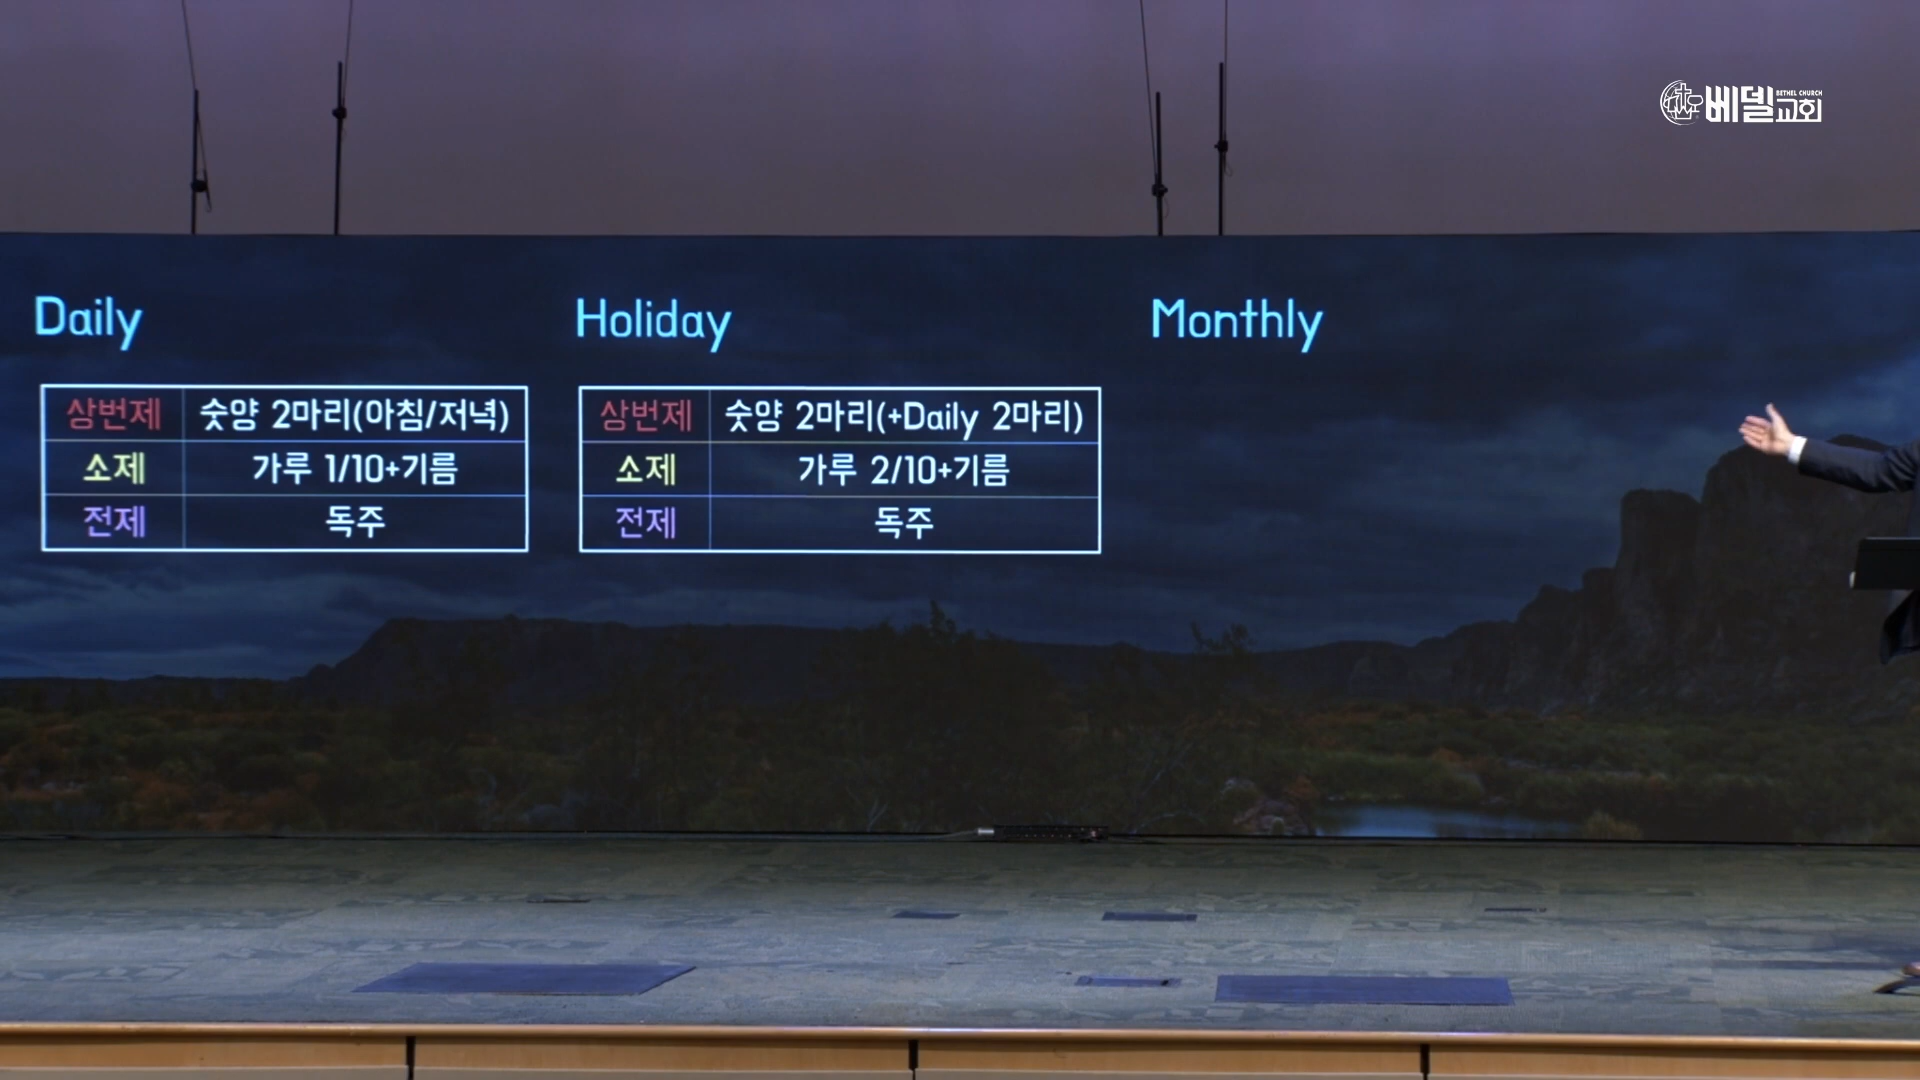 베델교회
BETHEL CHURCH
Daily
상번제 숫양 2마리(아침/저녁)
소제 가루 1/10+기름
전제 독주
Holiday
상번제 숫양 2마리(+Daily 2마리)
소제 가루 2/10+기름
전제 독주
Monthly